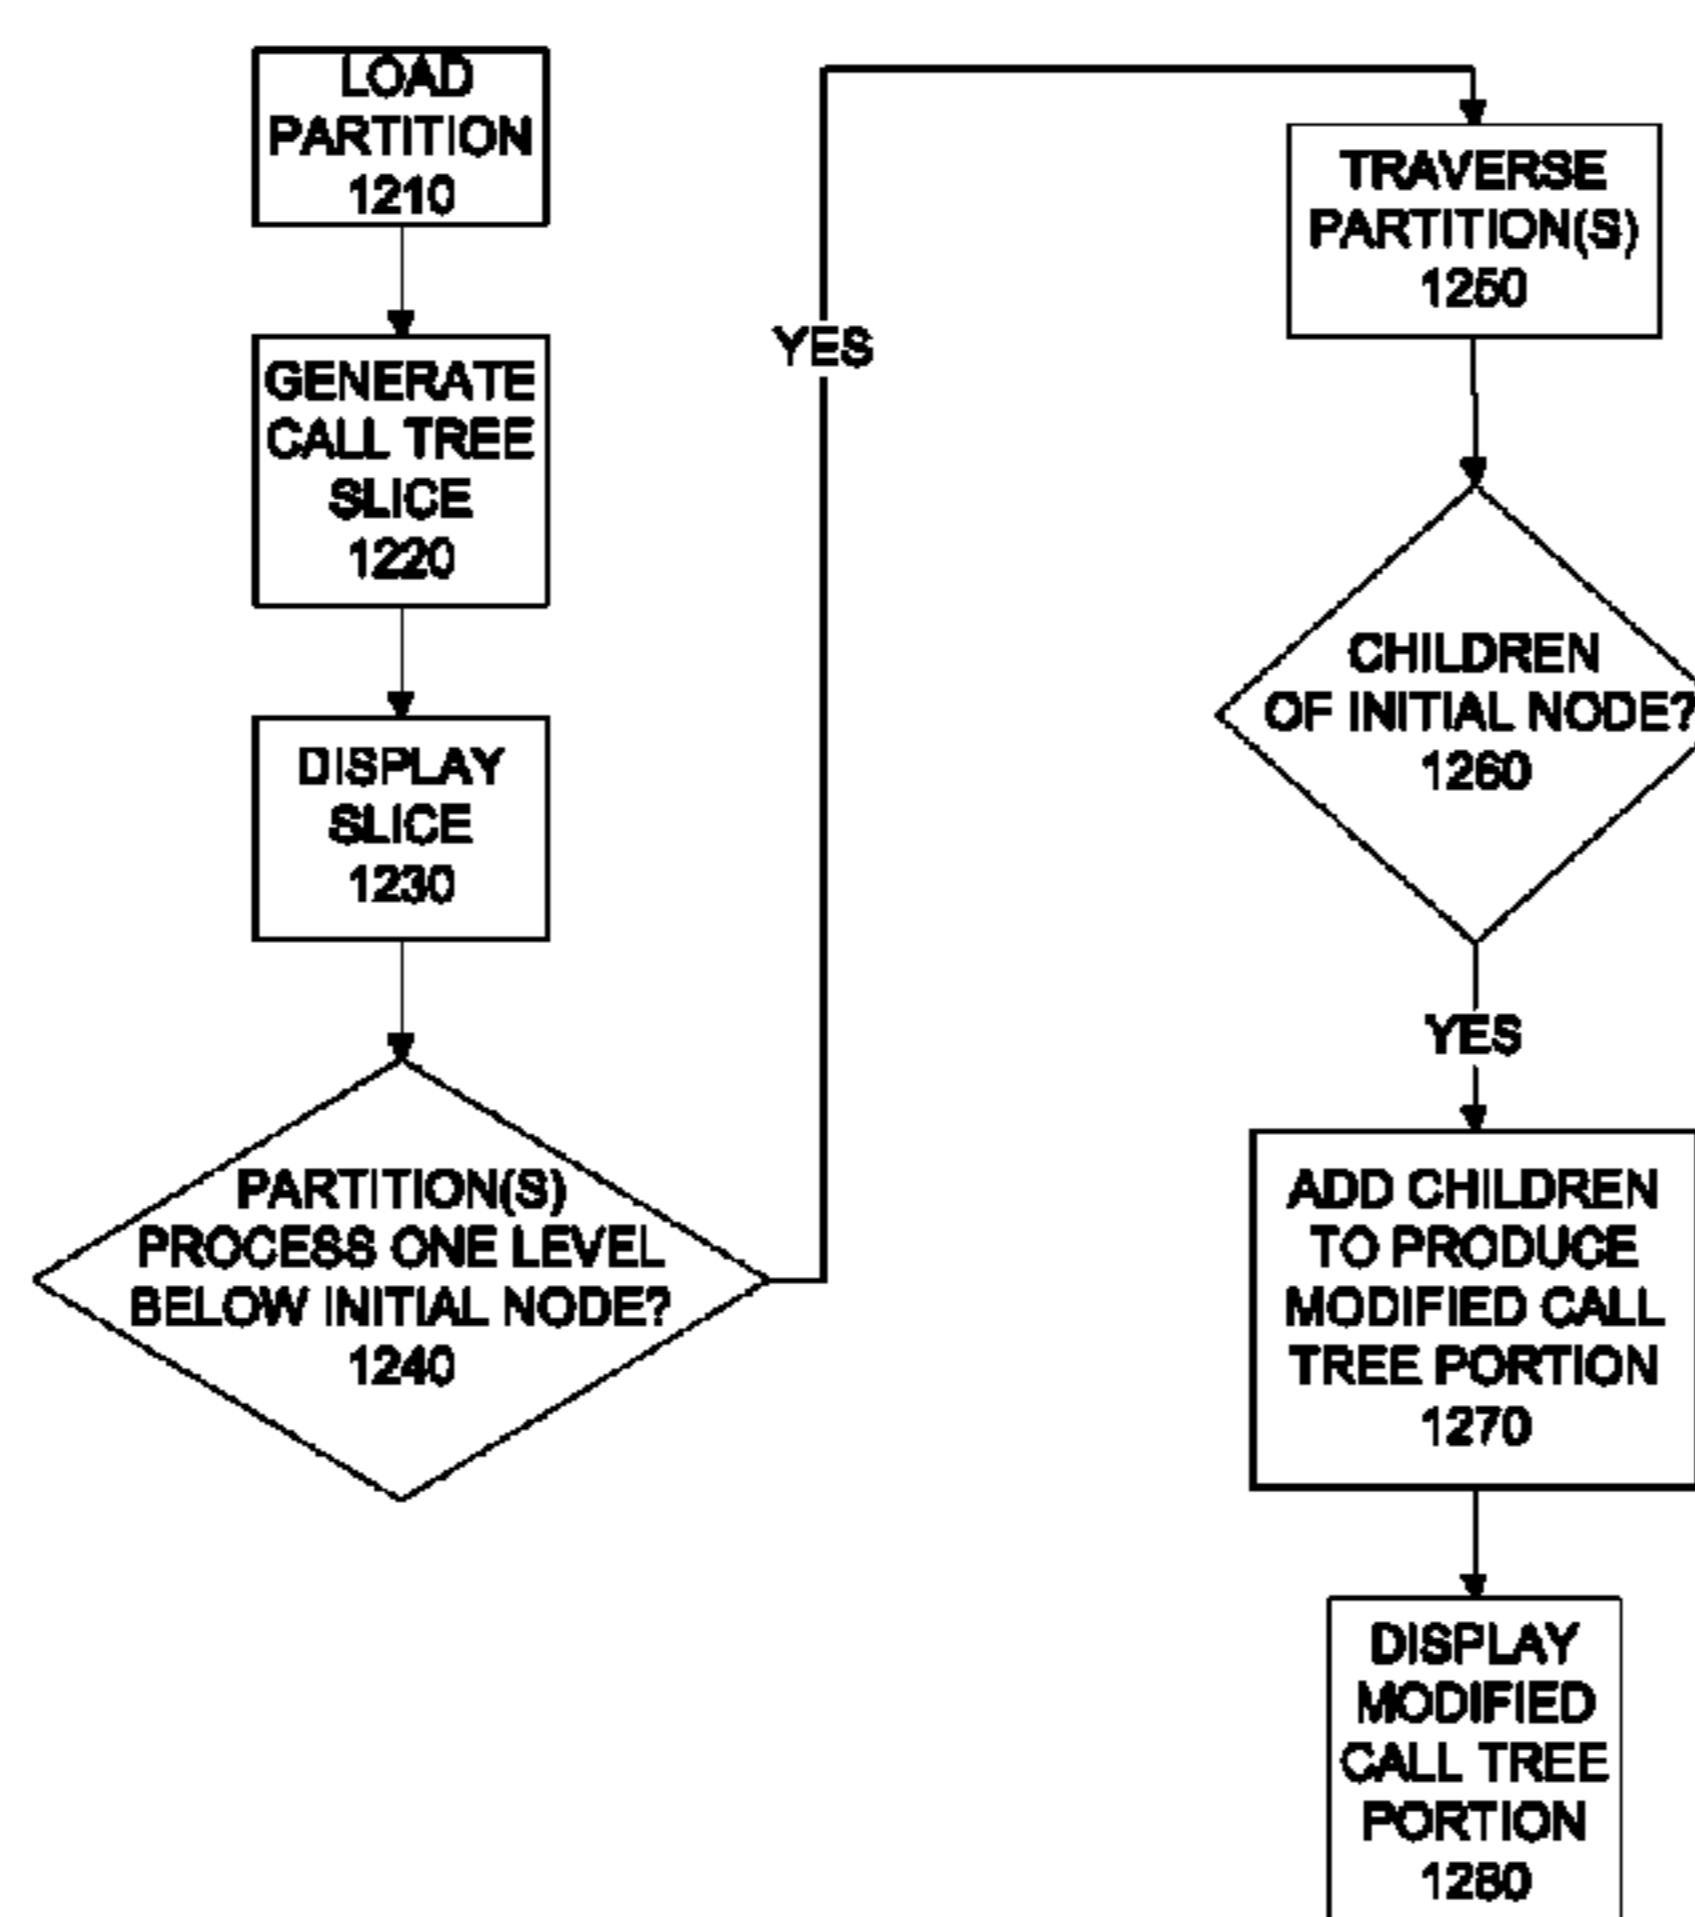 LOAD
PARTITION
1210
GENERATE
CALL TREE
SLICE
1220
DISPLAY
SLICE
1230
PARTITION(S)
PROCESS ONE LEVEL
BELOW INITIAL NODE?
1240
YES
TRAVERSE
PARTITION(S)
1250
CHILDREN
OF INITIAL NODE?
1260
YES
ADD CHILDREN
TO PRODUCE
MODIFIED CALL
TREE PORTION
1270
DISPLAY
MODIFIED
CALL TREE
PORTION
1280